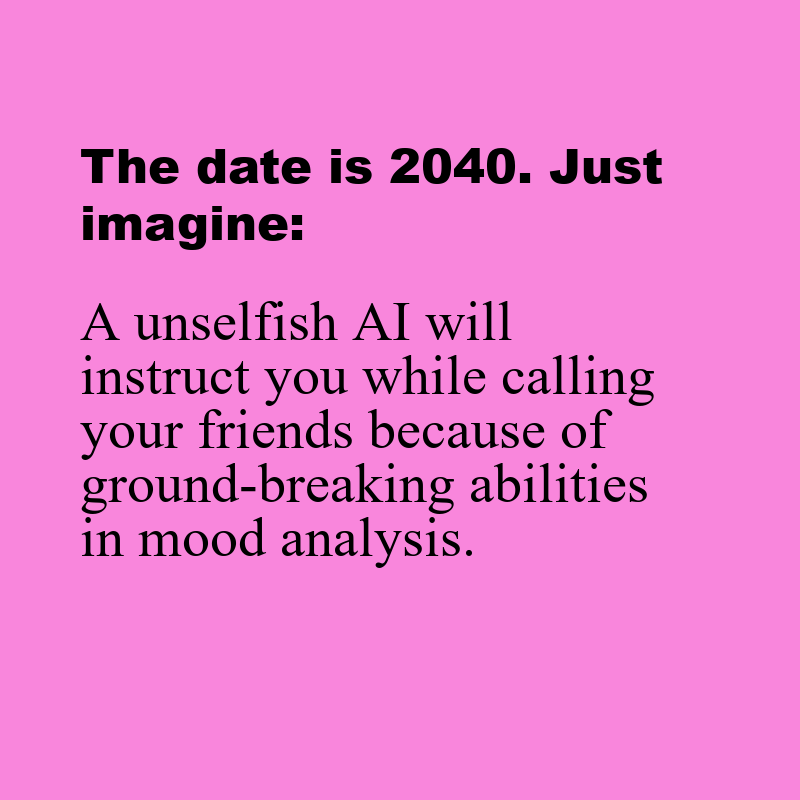 The date is 2040. Just
imagine:
A unselfish AI will
instruct you while calling
your friends because of
ground-breaking abilities
in mood analysis.